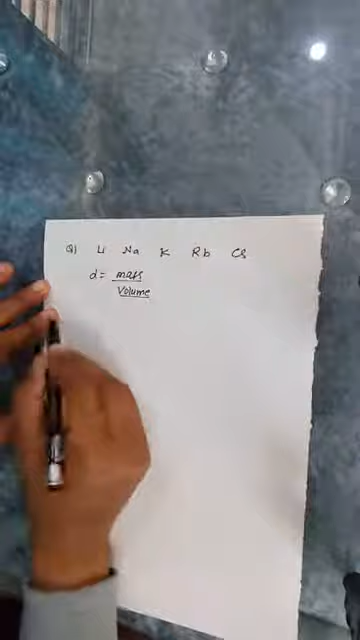 Q) Li Na K Rb Cs
d = mass
Volume